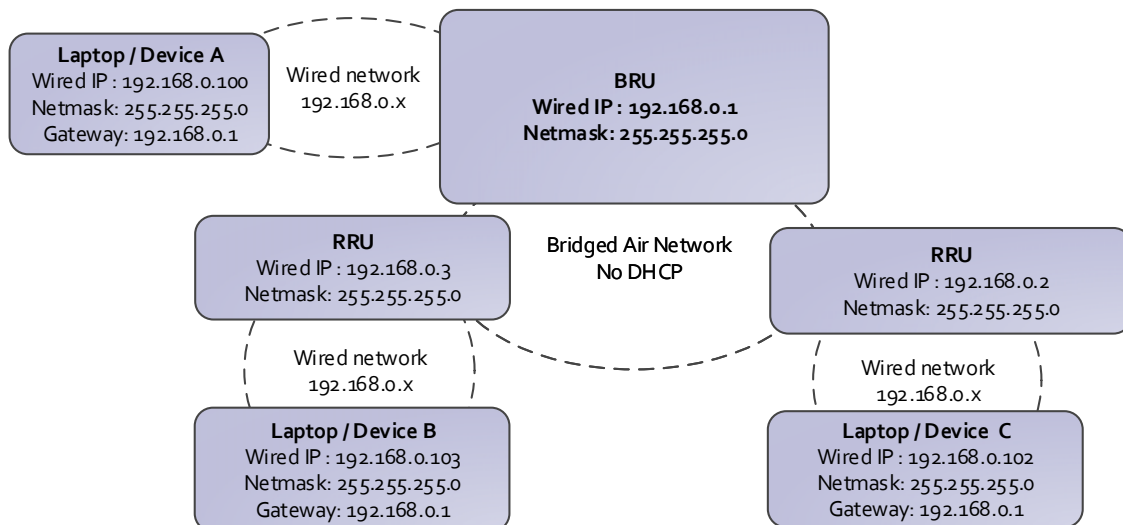 Laptop / Device A
Wired IP : 192.168.0.100
Netmask: 255.255.255.0
Gateway: 192.168.0.1
Wired network
192.168.0.x
BRU
Wired IP : 192.168.0.1
Netmask: 255.255.255.0
RRU
Wired IP : 192.168.0.3
Netmask: 255.255.255.0
Bridged Air Network
No DHCP
RRU
Wired IP : 192.168.0.2
Netmask: 255.255.255.0
Wired network
192.168.0.x
Wired network
192.168.0.x
Laptop / Device B
Wired IP : 192.168.0.103
Netmask: 255.255.255.0
Gateway: 192.168.0.1
Laptop / Device C
Wired IP : 192.168.0.102
Netmask: 255.255.255.0
Gateway: 192.168.0.1